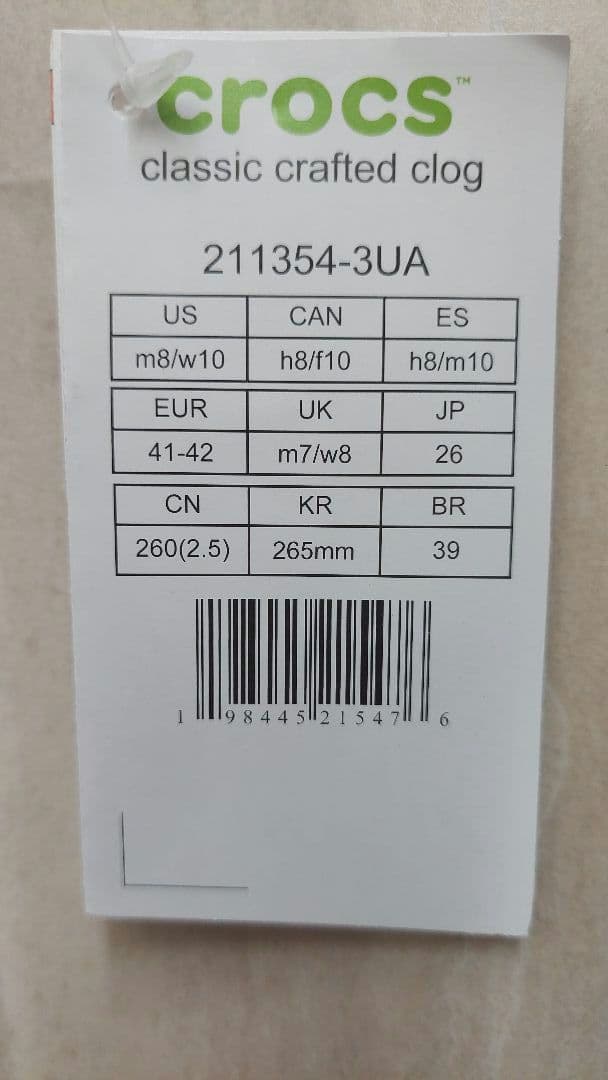 crocs™
classic crafted clog
211354-3UA
US CAN ES
m8/w10 h8/f10 h8/m10
EUR UK JP
41-42 m7/w8 26
CN KR BR
260(2.5) 265mm 39
1 98445 21547 6